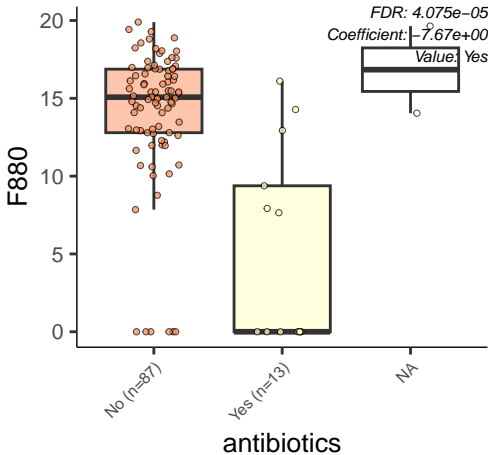 FDR: 4.075e−05
Coefficient: −7.67e+00
Value: Yes
20
15
10
5
0
F880
No (n=87)
Yes (n=13)
NA
antibiotics